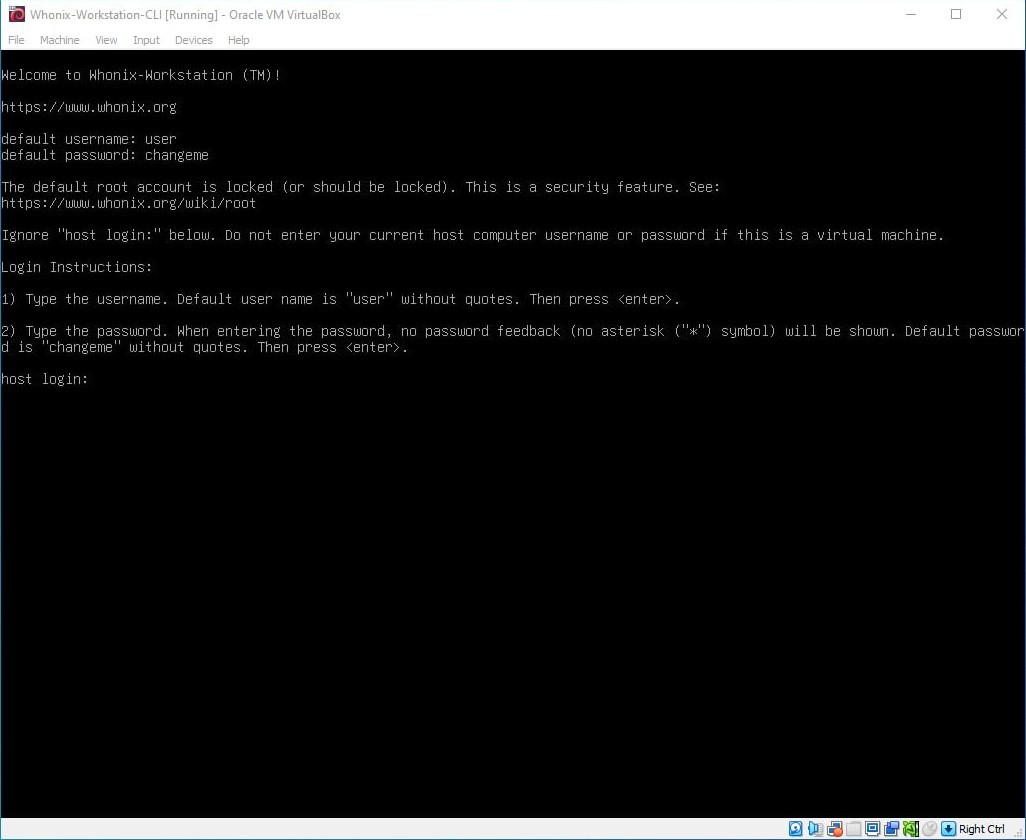 Whonix-Workstation-CLI [Running] - Oracle VM VirtualBox
File Machine View Input Devices Help
Welcome to Whonix-Workstation (TM)!
https://www.whonix.org
default username: user
default password: changeme
The default root account is locked (or should be locked). This is a security feature. See:
https://www.whonix.org/wiki/root
Ignore "host login:" below. Do not enter your current host computer username or password if this is a virtual machine.
Login Instructions:
1) Type the username. Default user name is "user" without quotes. Then press <enter>.
2) Type the password. When entering the password, no password feedback (no asterisk ("*") symbol) will be shown. Default passwor
d is "changeme" without quotes. Then press <enter>.
host login:
Right Ctrl